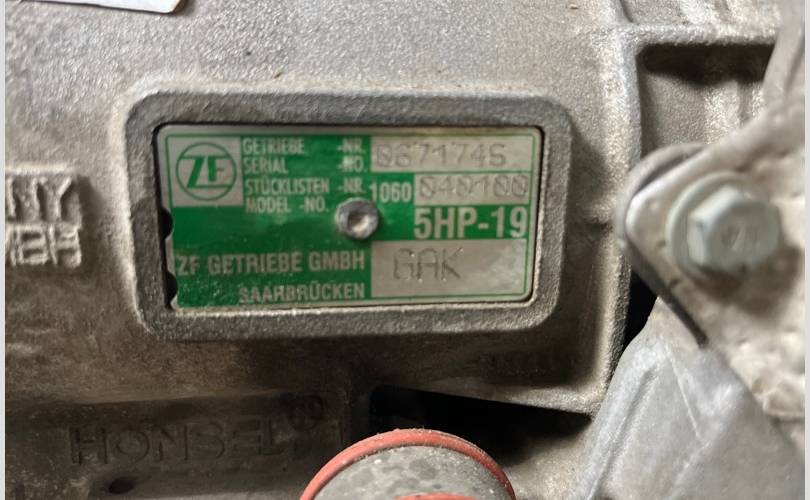 ZF
GETRIEBE -NR. 0671745
SERIAL -NO.
STÜCKLISTEN -NR. 1060 040100
MODEL -NO.
5HP-19
ZF GETRIEBE GMBH GAK
SAARBRÜCKEN
HONSEL